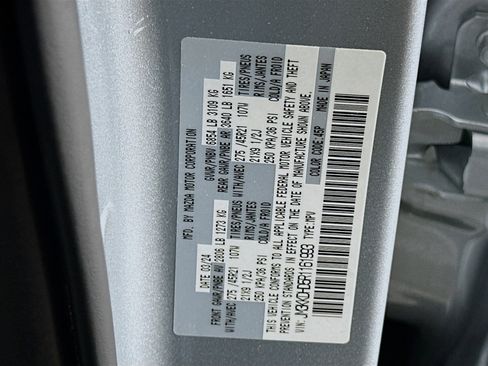 MFD. BY MAZDA MOTOR CORPORATION
DATE 03/24 GVWR/PNBV 6854 LB 3109 KG
FRONT GAWR/PNBE AV 2806 LB 1273 KG REAR GAWR/PNBE AR 3640 LB 1651 KG
WITH/AVEC 275 /45R21 107V TIRES/PNEUS WITH/AVEC 275 /45R21 107V TIRES/PNEUS
21X9 1/2J RIMS/JANTES 21X9 1/2J RIMS/JANTES
250 KPA/36 PSI COLD/A FROID 250 KPA/36 PSI COLD/A FROID
THIS VEHICLE CONFORMS TO ALL APPLICABLE FEDERAL MOTOR VEHICLE SAFETY AND THEFT
PREVENTION STANDARDS IN EFFECT ON THE DATE OF MANUFACTURE SHOWN ABOVE.
VIN: TYPE:MPV COLOR CODE:45P MADE IN JAPAN